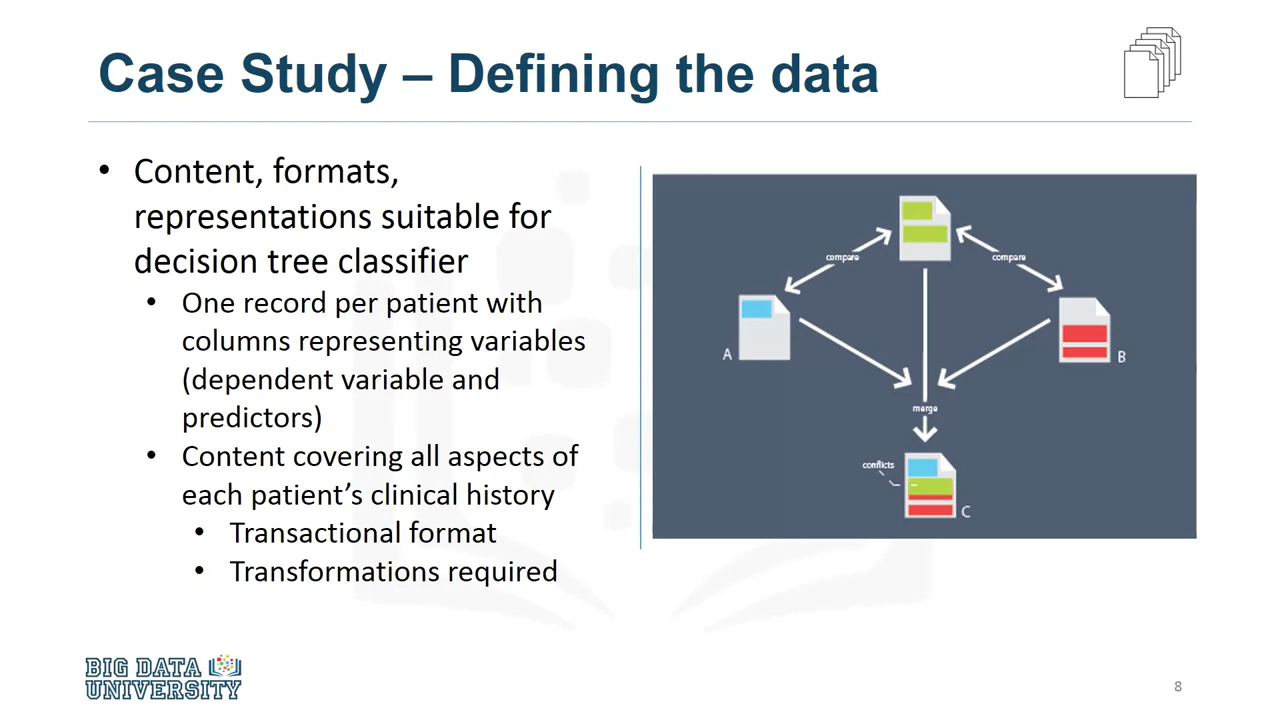 Case Study – Defining the data
• Content, formats,
representations suitable for
decision tree classifier
• One record per patient with
columns representing variables
(dependent variable and
predictors)
• Content covering all aspects of
each patient’s clinical history
• Transactional format
• Transformations required
compare
compare
A
B
merge
conflicts
C
BIG DATA
UNIVERSITY
8